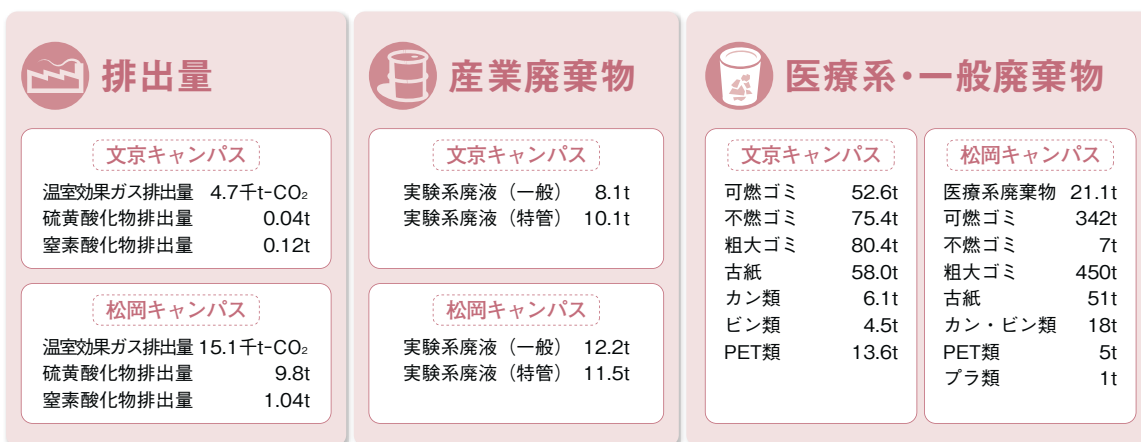 排出量
文京キャンパス
温室効果ガス排出量 4.7千t-CO₂
硫黄酸化物排出量 0.04t
窒素酸化物排出量 0.12t
松岡キャンパス
温室効果ガス排出量 15.1千t-CO₂
硫黄酸化物排出量 9.8t
窒素酸化物排出量 1.04t
産業廃棄物
文京キャンパス
実験系廃液（一般） 8.1t
実験系廃液（特管） 10.1t
松岡キャンパス
実験系廃液（一般） 12.2t
実験系廃液（特管） 11.5t
医療系・一般廃棄物
文京キャンパス
可燃ゴミ 52.6t
不燃ゴミ 75.4t
粗大ゴミ 80.4t
古紙 58.0t
カン類 6.1t
ビン類 4.5t
PET類 13.6t
松岡キャンパス
医療系廃棄物 21.1t
可燃ゴミ 342t
不燃ゴミ 7t
粗大ゴミ 450t
古紙 51t
カン・ビン類 18t
PET類 5t
プラ類 1t